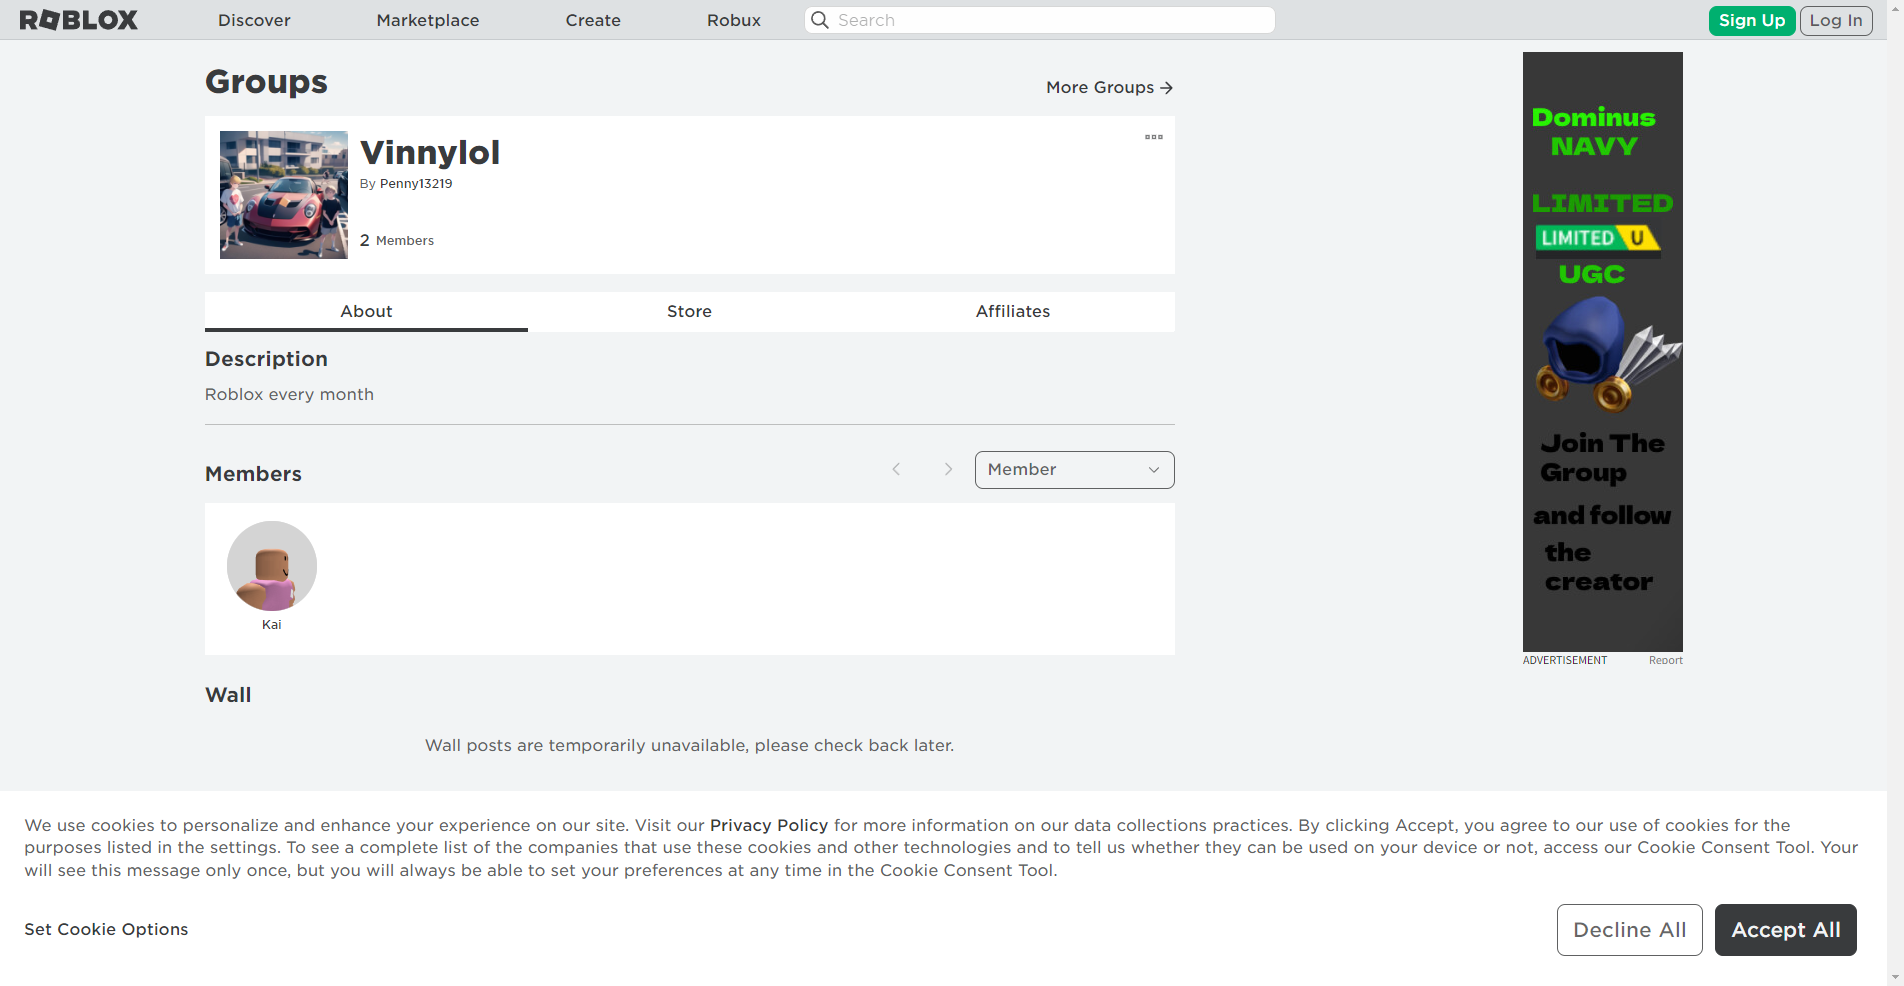 ROBLOX
Discover
Marketplace
Create
Robux
Search
Sign Up
Log In
Groups
More Groups
Vinnylol
By Penny13219
2 Members
About
Store
Affiliates
Description
Roblox every month
Members
Member
Kai
Wall
Wall posts are temporarily unavailable, please check back later.
Dominus
NAVY
LIMITED
LIMITED U
UGC
Join The
Group
and follow
the
creator
ADVERTISEMENT
Report
We use cookies to personalize and enhance your experience on our site. Visit our Privacy Policy for more information on our data collections practices. By clicking Accept, you agree to our use of cookies for the
purposes listed in the settings. To see a complete list of the companies that use these cookies and other technologies and to tell us whether they can be used on your device or not, access our Cookie Consent Tool. Your
will see this message only once, but you will always be able to set your preferences at any time in the Cookie Consent Tool.
Set Cookie Options
Decline All
Accept All